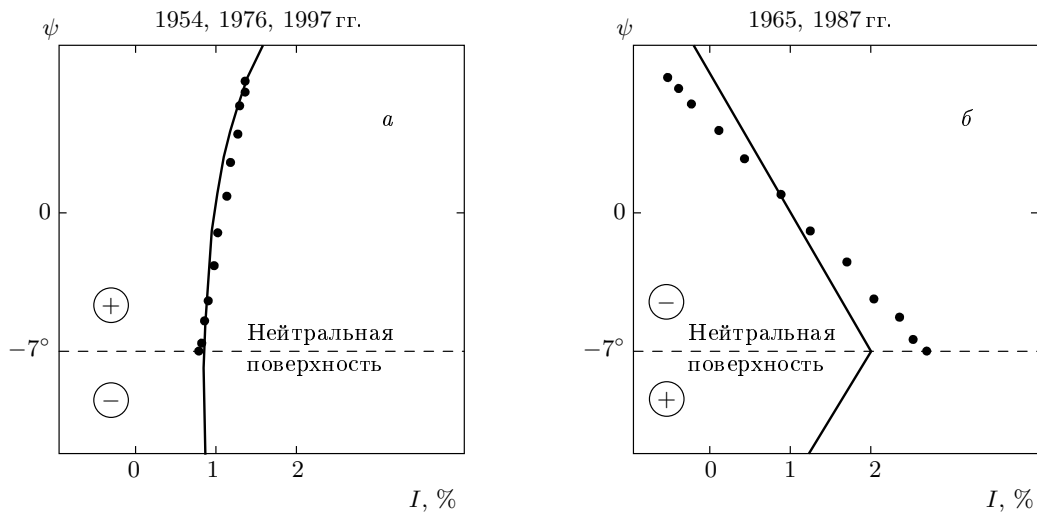 1954, 1976, 1997 гг.
ψ
а
0
+
Нейтральная
−7°
поверхность
−
0 1 2
I, %
1965, 1987 гг.
ψ
б
0
−
Нейтральная
−7°
поверхность
+
0 1 2
I, %